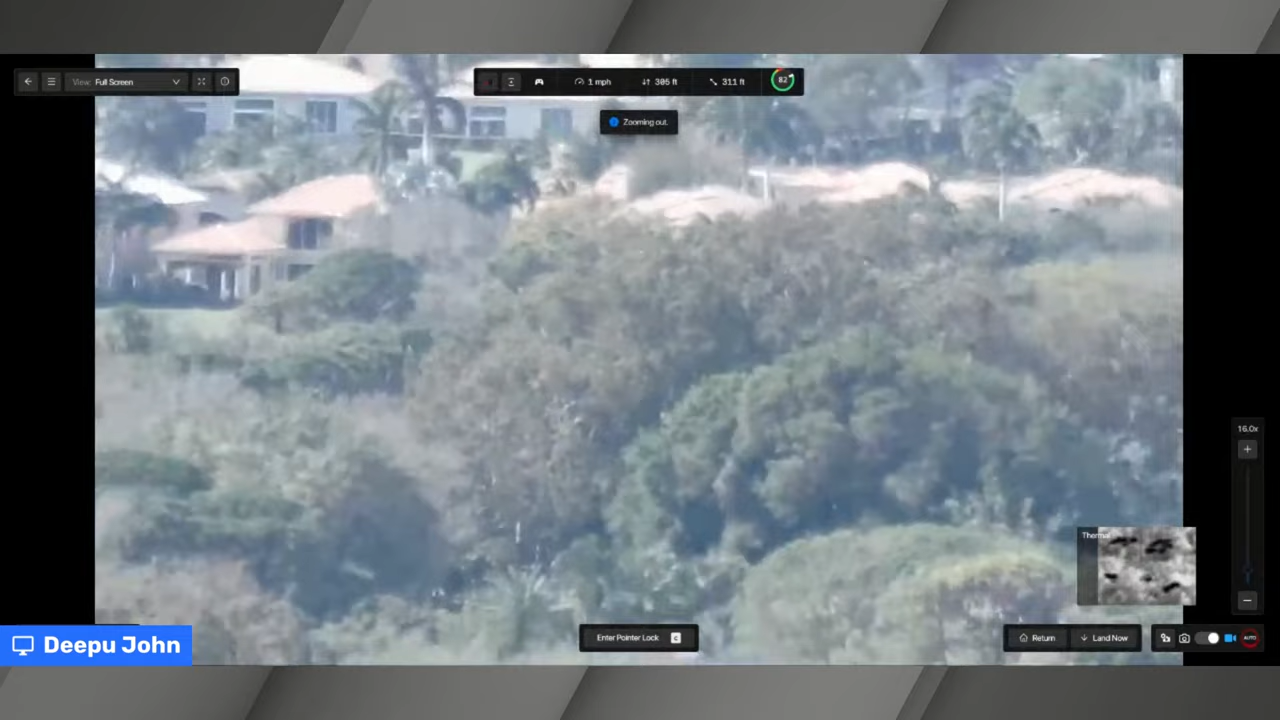 View: Full Screen
1 mph
305 ft
311 ft
82
Zooming out.
16.0x
Thermal
Enter Pointer Lock C
Return
Land Now
AUTO
Deepu John